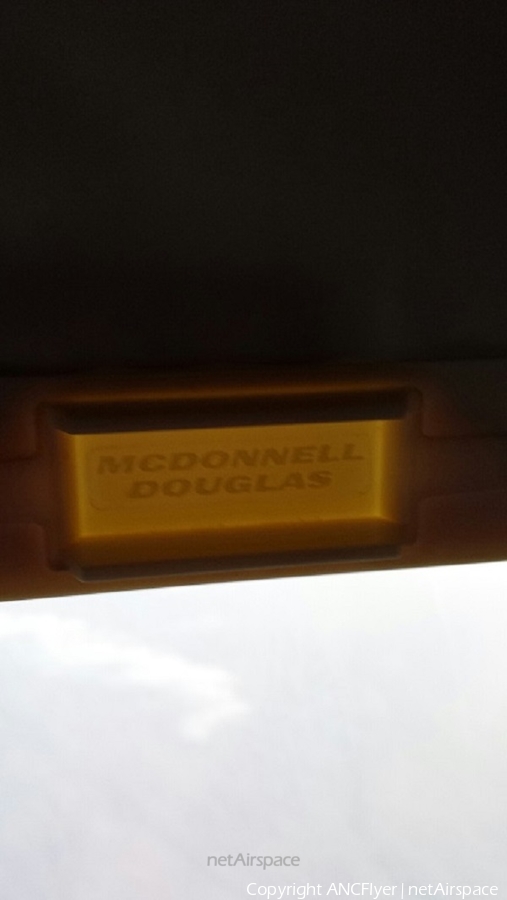 MCDONNELL
DOUGLAS
netAirspace
Copyright ANCFlyer | netAirspace